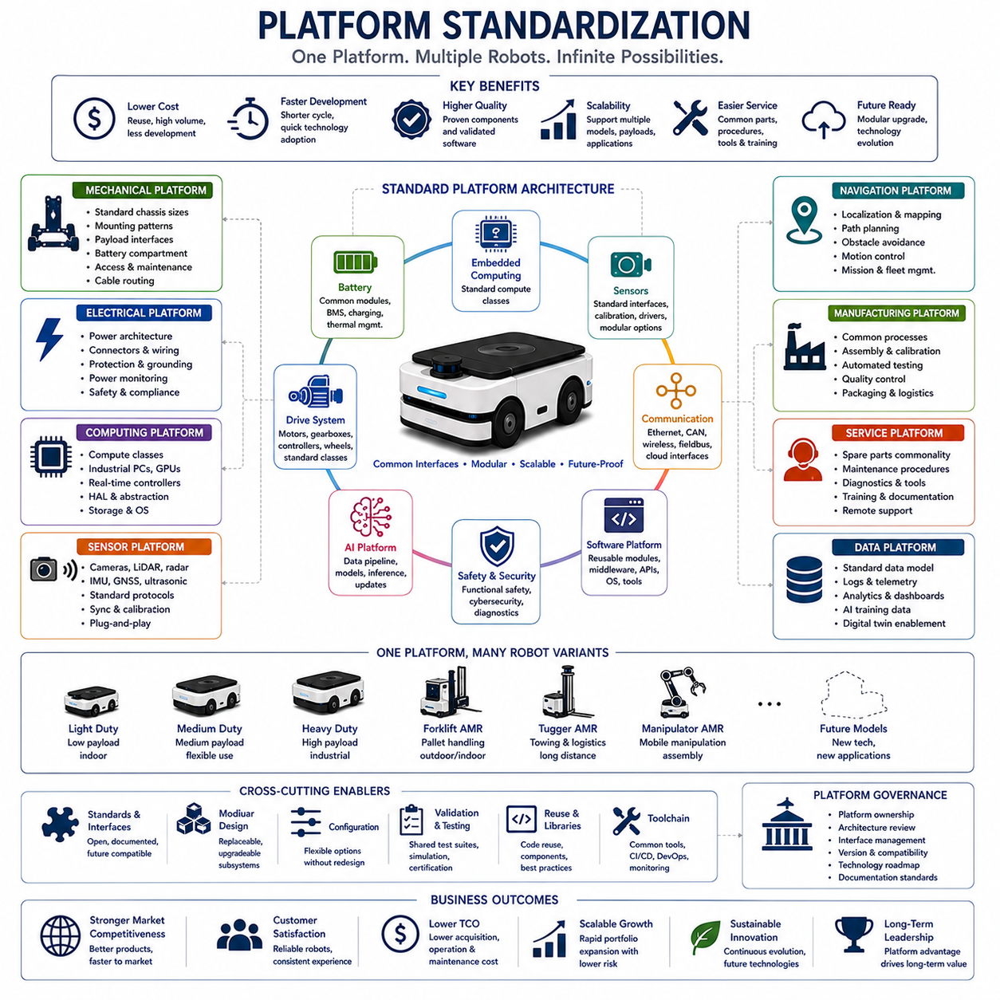 PLATFORM STANDARDIZATION
One Platform. Multiple Robots. Infinite Possibilities.
KEY BENEFITS
Lower Cost
Reuse, high volume,
less development
Faster Development
Shorter cycle,
quick technology
adoption
Higher Quality
Proven components
and validated
software
Scalability
Support multiple
models, payloads,
applications
Easier Service
Common parts,
procedures,
tools & training
Future Ready
Modular upgrade,
technology
evolution
MECHANICAL PLATFORM
• Standard chassis sizes
• Mounting patterns
• Payload interfaces
• Battery compartment
• Access & maintenance
• Cable routing
ELECTRICAL PLATFORM
• Power architecture
• Connectors & wiring
• Protection & grounding
• Power monitoring
• Safety & compliance
COMPUTING PLATFORM
• Compute classes
• Industrial PCs, GPUs
• Real-time controllers
• HAL & abstraction
• Storage & OS
SENSOR PLATFORM
• Cameras, LiDAR, radar
• IMU, GNSS, ultrasonic
• Standard protocols
• Sync & calibration
• Plug-and-play
STANDARD PLATFORM ARCHITECTURE
Embedded
Computing
Standard compute
classes
Battery
Common modules,
BMS, charging,
thermal mgmt.
Sensors
Standard interfaces,
calibration, drivers,
modular options
Drive System
Motors, gearboxes,
controllers, wheels,
standard classes
Communication
Ethernet, CAN,
wireless, fieldbus,
cloud interfaces
Common Interfaces • Modular • Scalable • Future-Proof
AI Platform
Data pipeline,
models, inference,
updates
Safety & Security
Functional safety,
cybersecurity,
diagnostics
Software Platform
Reusable modules,
middleware, APIs,
OS, tools
NAVIGATION PLATFORM
• Localization & mapping
• Path planning
• Obstacle avoidance
• Motion control
• Mission & fleet mgmt.
MANUFACTURING PLATFORM
• Common processes
• Assembly & calibration
• Automated testing
• Quality control
• Packaging & logistics
SERVICE PLATFORM
• Spare parts commonality
• Maintenance procedures
• Diagnostics & tools
• Training & documentation
• Remote support
DATA PLATFORM
• Standard data model
• Logs & telemetry
• Analytics & dashboards
• AI training data
• Digital twin enablement
ONE PLATFORM, MANY ROBOT VARIANTS
Light Duty
Low payload
indoor
Medium Duty
Medium payload
flexible use
Heavy Duty
High payload
industrial
Forklift AMR
Pallet handling
outdoor/indoor
Tugger AMR
Towing & logistics
long distance
Manipulator AMR
Mobile manipulation
assembly
...
Future Models
New tech,
new applications
CROSS-CUTTING ENABLERS
Standards &
Interfaces
Open, documented,
future compatible
Modiuar
Design
Replaceable,
upgradeable
subsystems
Configuration
Flexible options
without redesign
Validation
& Testing
Shared test suites,
simulation,
certification
Reuse &
Libraries
Code reuse,
components,
best practices
Toolchain
Common tools,
CI/CD, DevOps,
monitoring
PLATFORM GOVERNANCE
• Platform ownership
• Architecture review
• Interface management
• Version & compatibility
• Technology roadmap
• Documentation standards
BUSINESS OUTCOMES
Stronger Market
Competitiveness
Better products,
faster to market
Customer
Satisfaction
Reliable robots,
consistent experience
Lower TCO
Lower acquisition,
operation &
maintenance cost
Scalable Growth
Rapid portfolio
expansion with
lower risk
Sustainable
Innovation
Continuous evolution,
future technologies
Long-Term
Leadership
Platform advantage
drives long-term value